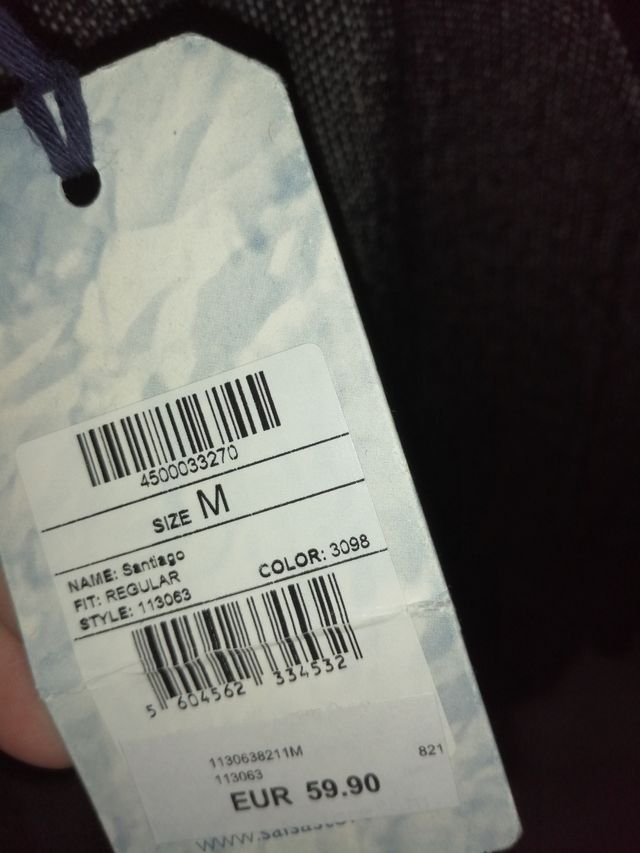 4500033270
SIZE M
NAME: Santiago
FIT: REGULAR COLOR: 3098
STYLE: 113063
5 604562 334532
1130638211M 821
113063
EUR 59.90